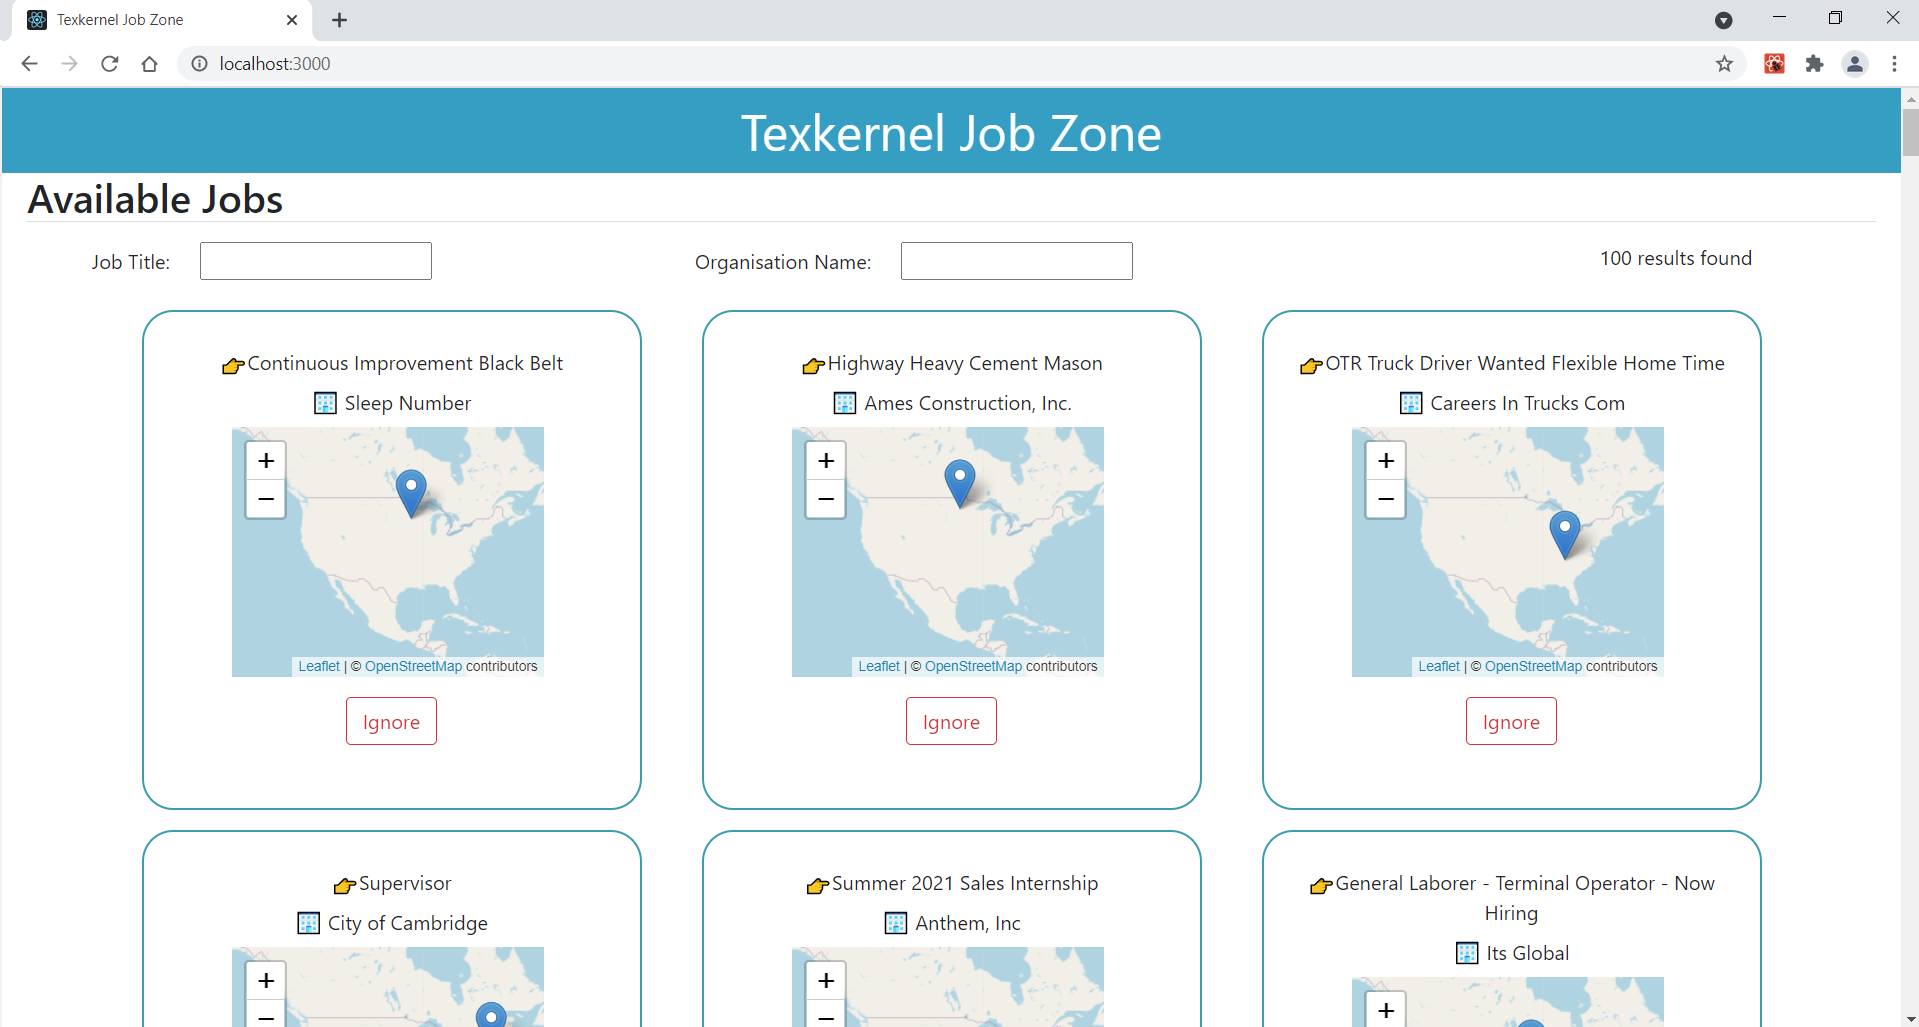 Texkernel Job Zone
localhost:3000
Texkernel Job Zone
Available Jobs
Job Title:
Organisation Name:
100 results found
👉Continuous Improvement Black Belt
🏢 Sleep Number
+
−
Leaflet | © OpenStreetMap contributors
Ignore
👉Highway Heavy Cement Mason
🏢 Ames Construction, Inc.
+
−
Leaflet | © OpenStreetMap contributors
Ignore
👉OTR Truck Driver Wanted Flexible Home Time
🏢 Careers In Trucks Com
+
−
Leaflet | © OpenStreetMap contributors
Ignore
👉Supervisor
🏢 City of Cambridge
+
−
👉Summer 2021 Sales Internship
🏢 Anthem, Inc
+
−
👉General Laborer - Terminal Operator - Now
Hiring
🏢 Its Global
+